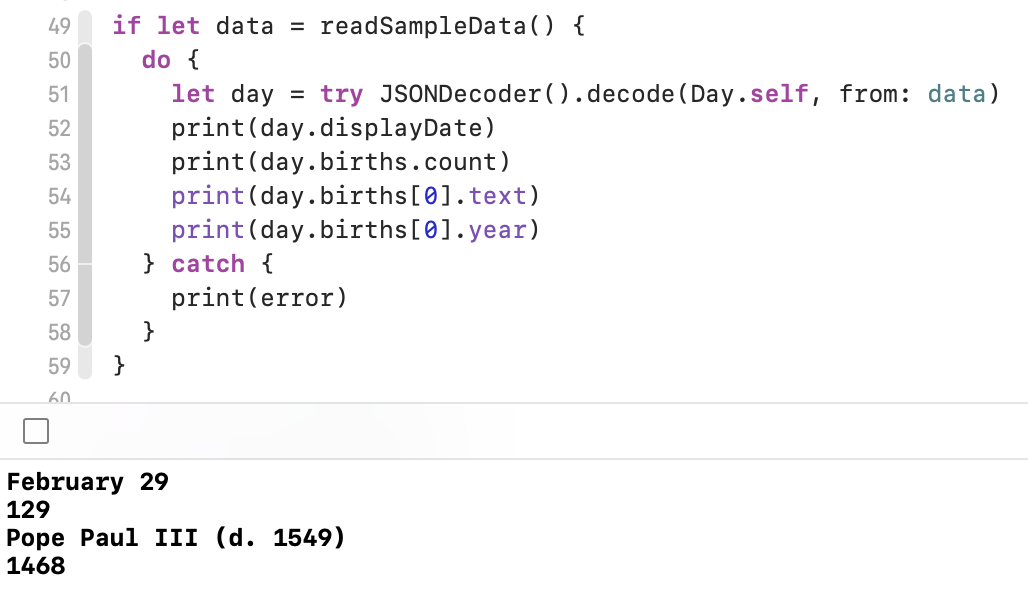 49 if let data = readSampleData() {
50 do {
51 let day = try JSONDecoder().decode(Day.self, from: data)
52 print(day.displayDate)
53 print(day.births.count)
54 print(day.births[0].text)
55 print(day.births[0].year)
56 } catch {
57 print(error)
58 }
59 }
60
February 29
129
Pope Paul III (d. 1549)
1468